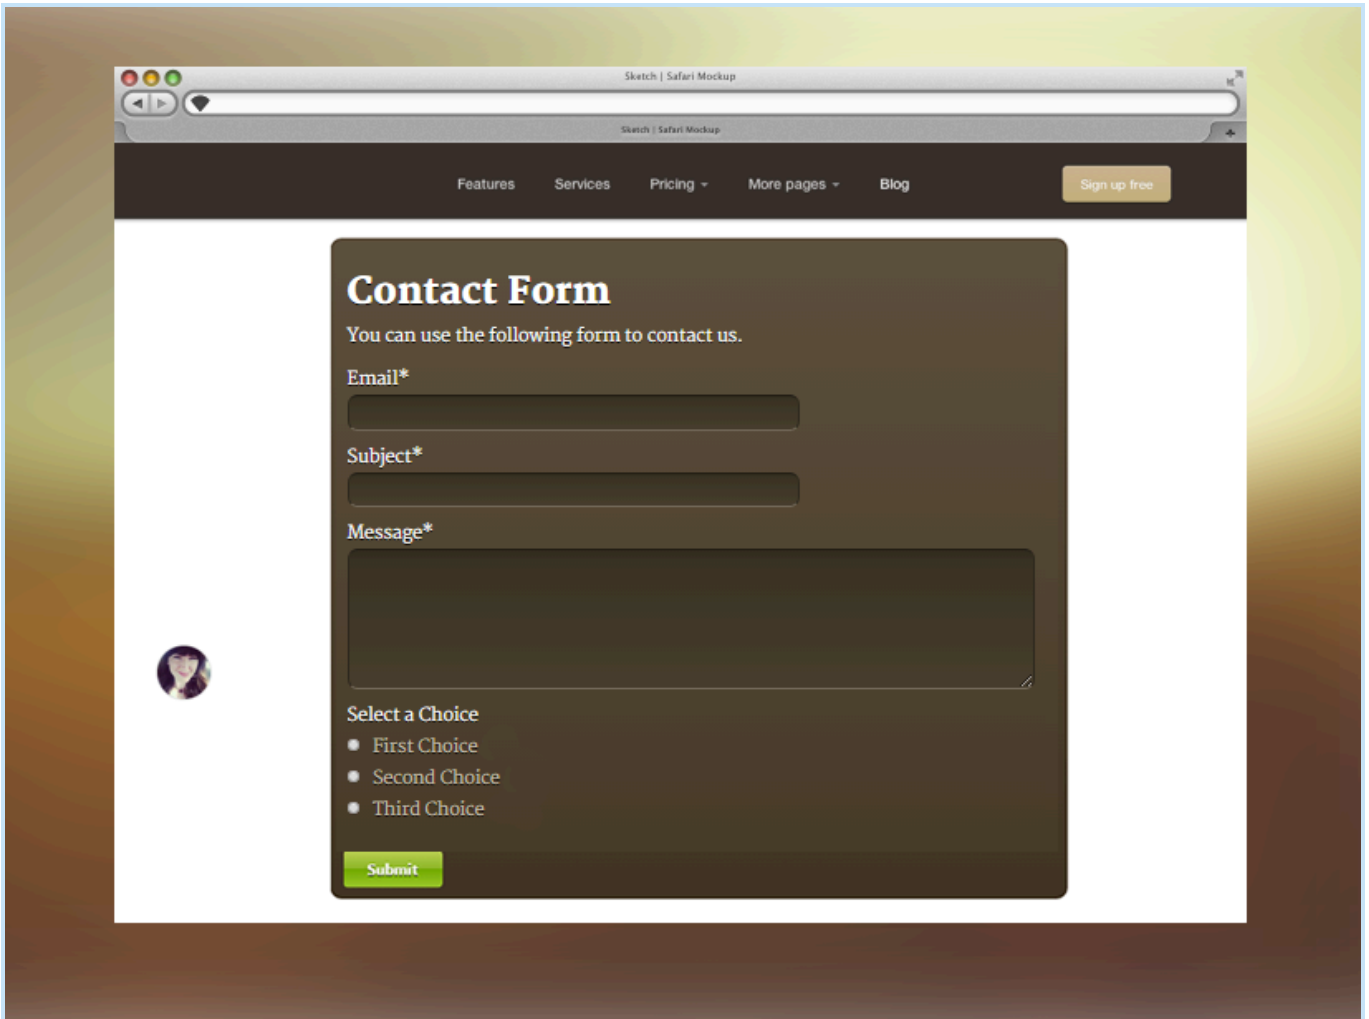 Sketch | Safari Mockup
Sketch | Safari Mockup
Features Services Pricing More pages Blog Sign up free
Contact Form
You can use the following form to contact us.
Email*
Subject*
Message*
Select a Choice
First Choice
Second Choice
Third Choice
Submit